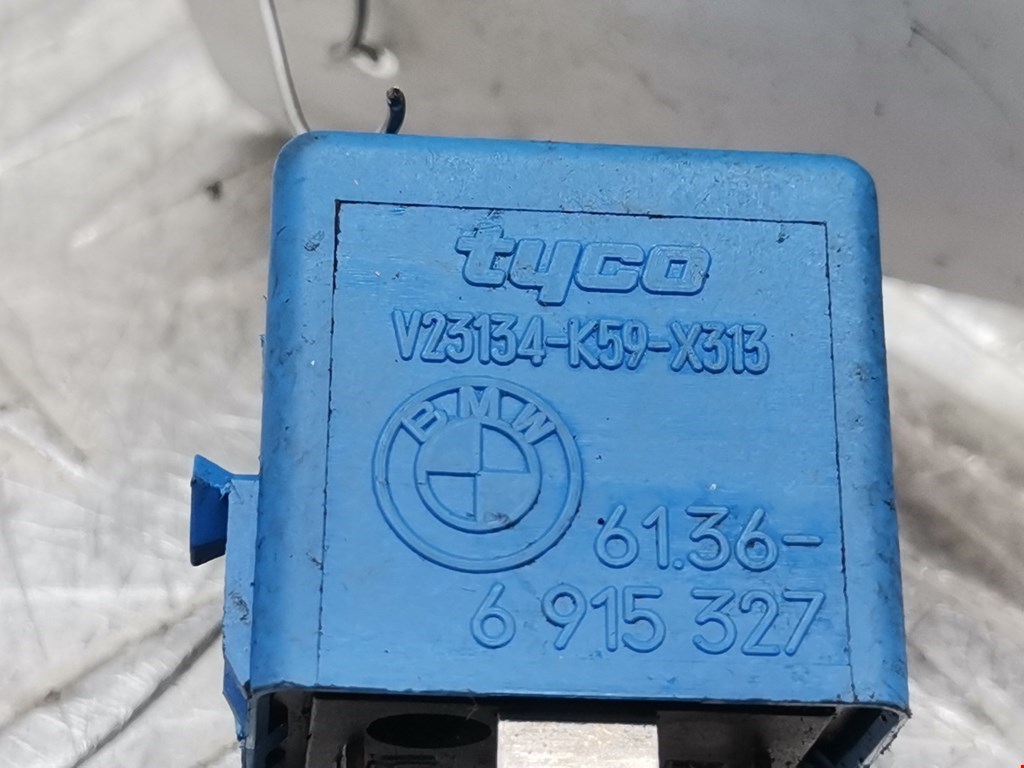 tyco
V23134-K59-X313
BMW
61.36-
6 915 327